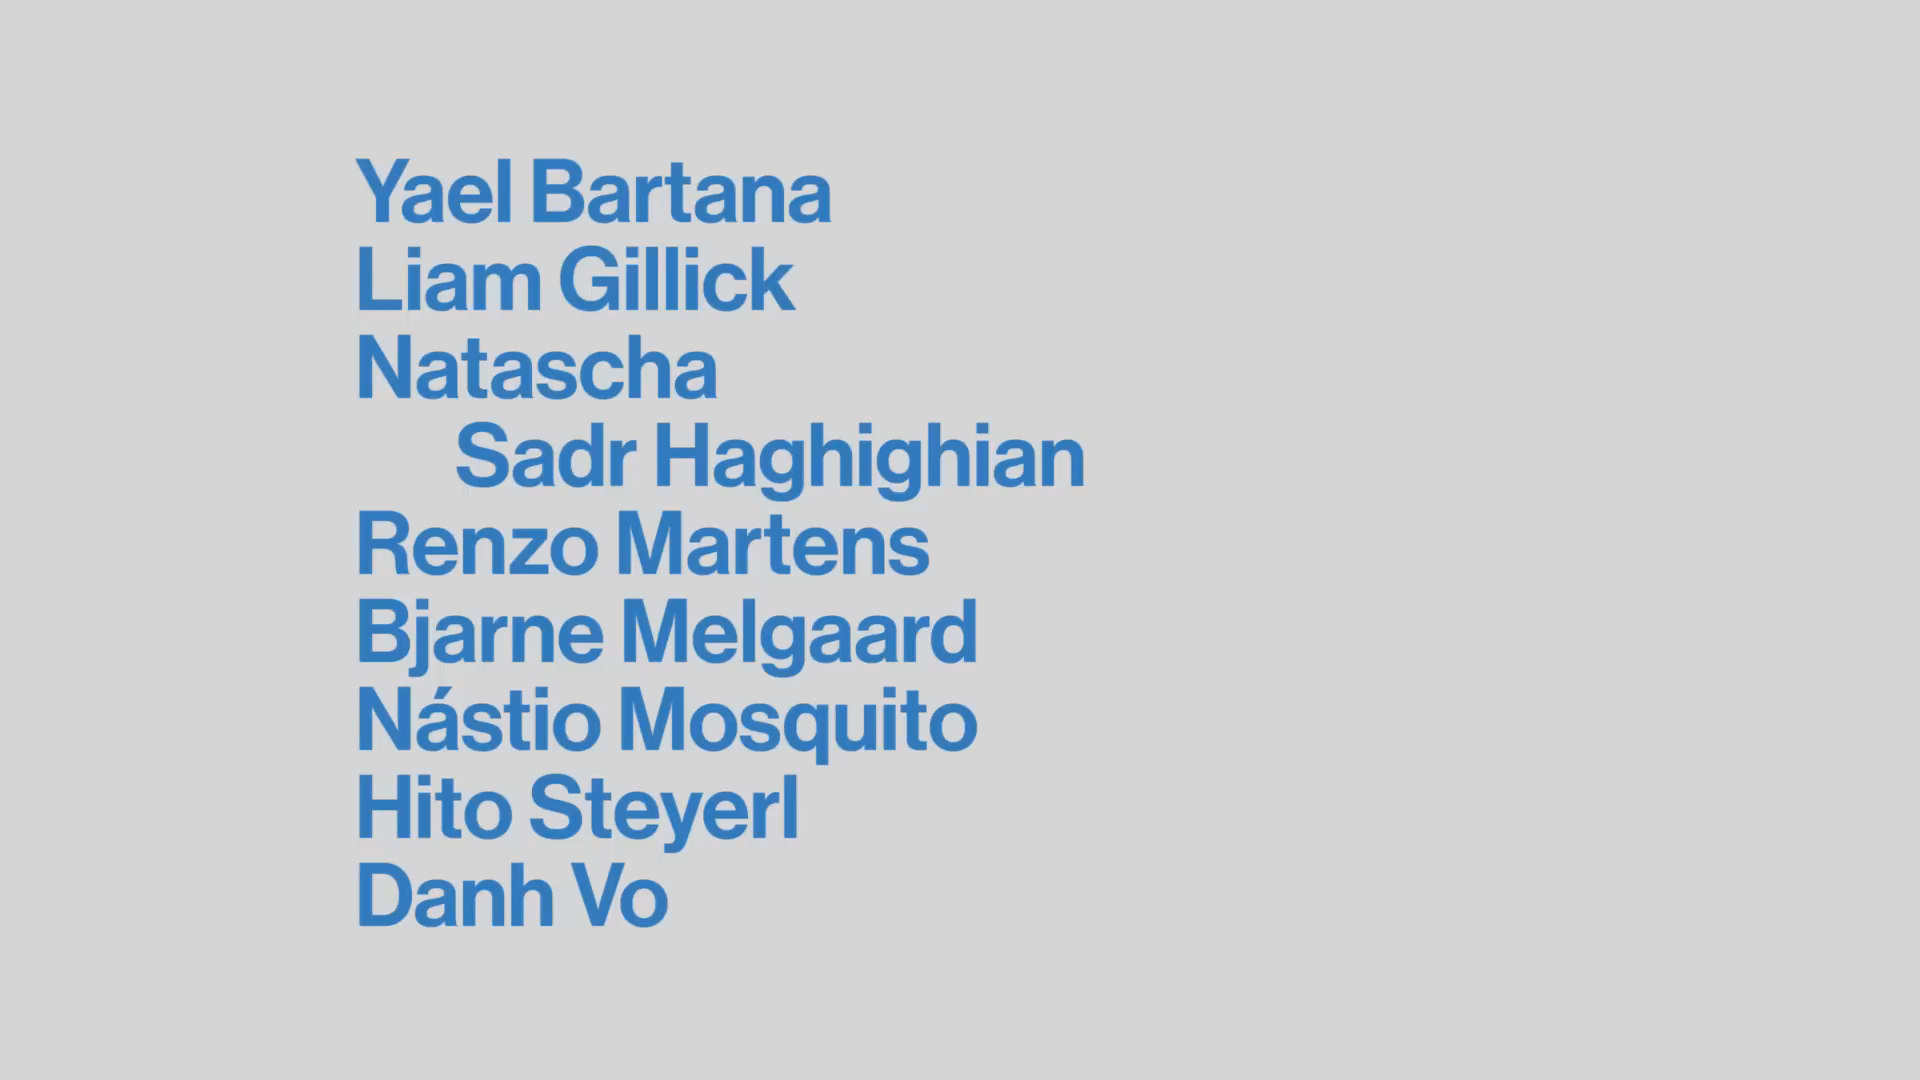 Yael Bartana
Liam Gillick
Natascha
Sadr Haghighian
Renzo Martens
Bjarne Melgaard
Nástio Mosquito
Hito Steyerl
Danh Vo